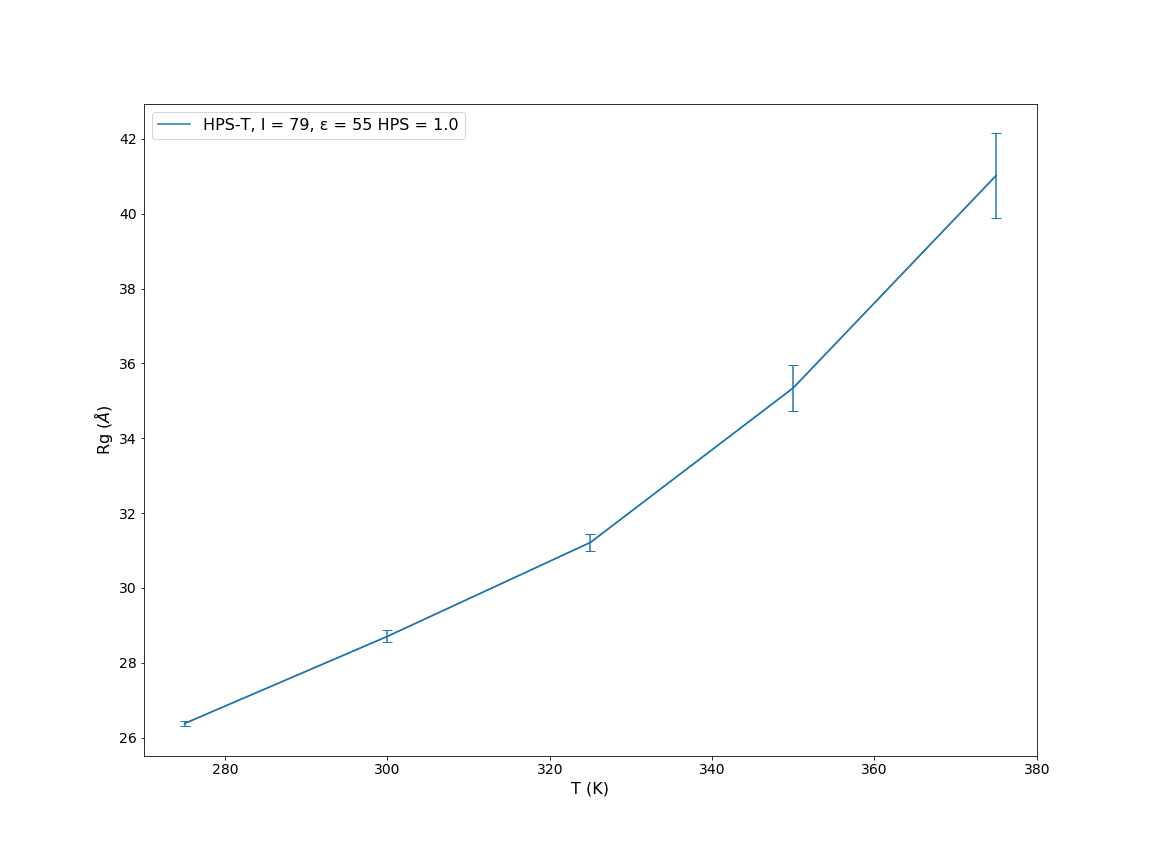 HPS-T, I = 79, ε = 55 HPS = 1.0
42
40
38
36
34
32
30
28
26
Rg (Å)
280 300 320 340 360 380
T (K)